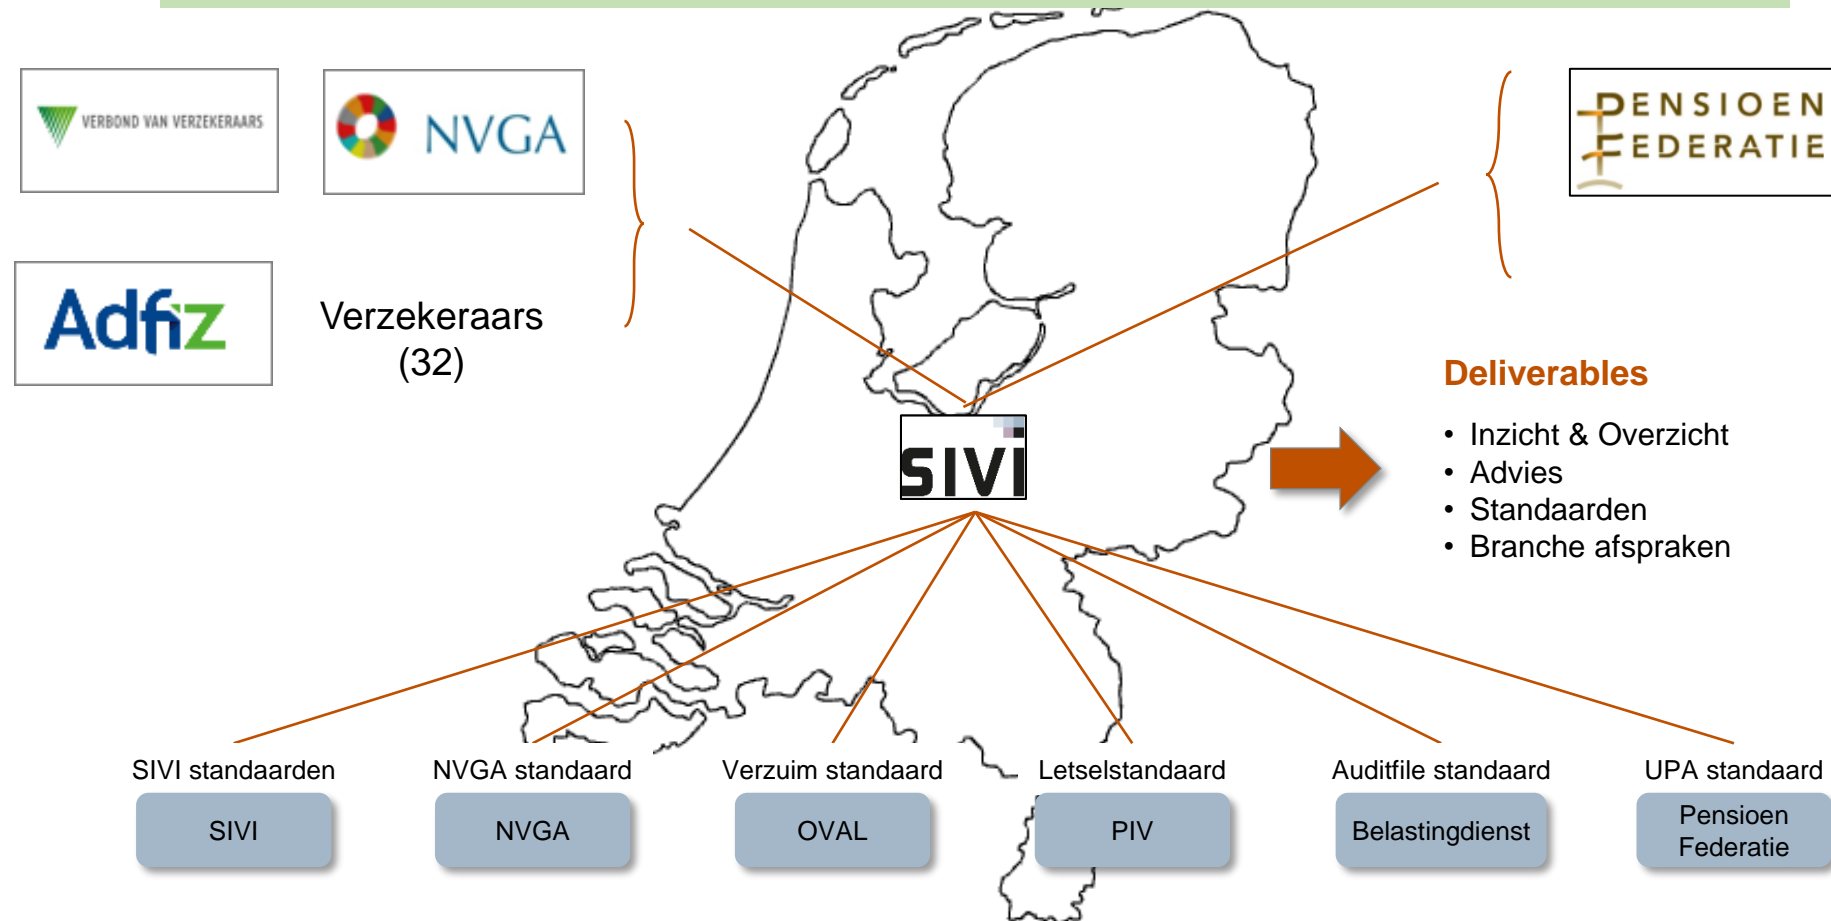 VERBOND VAN VERZEKERAARS
NVGA
PENSIOEN
FEDERATIE
Adfiz
Verzekeraars
(32)
SIVI
Deliverables
• Inzicht & Overzicht
• Advies
• Standaarden
• Branche afspraken
SIVI standaarden
NVGA standaard
Verzuim standaard
Letselstandaard
Auditfile standaard
UPA standaard
SIVI
NVGA
OVAL
PIV
Belastingdienst
Pensioen
Federatie